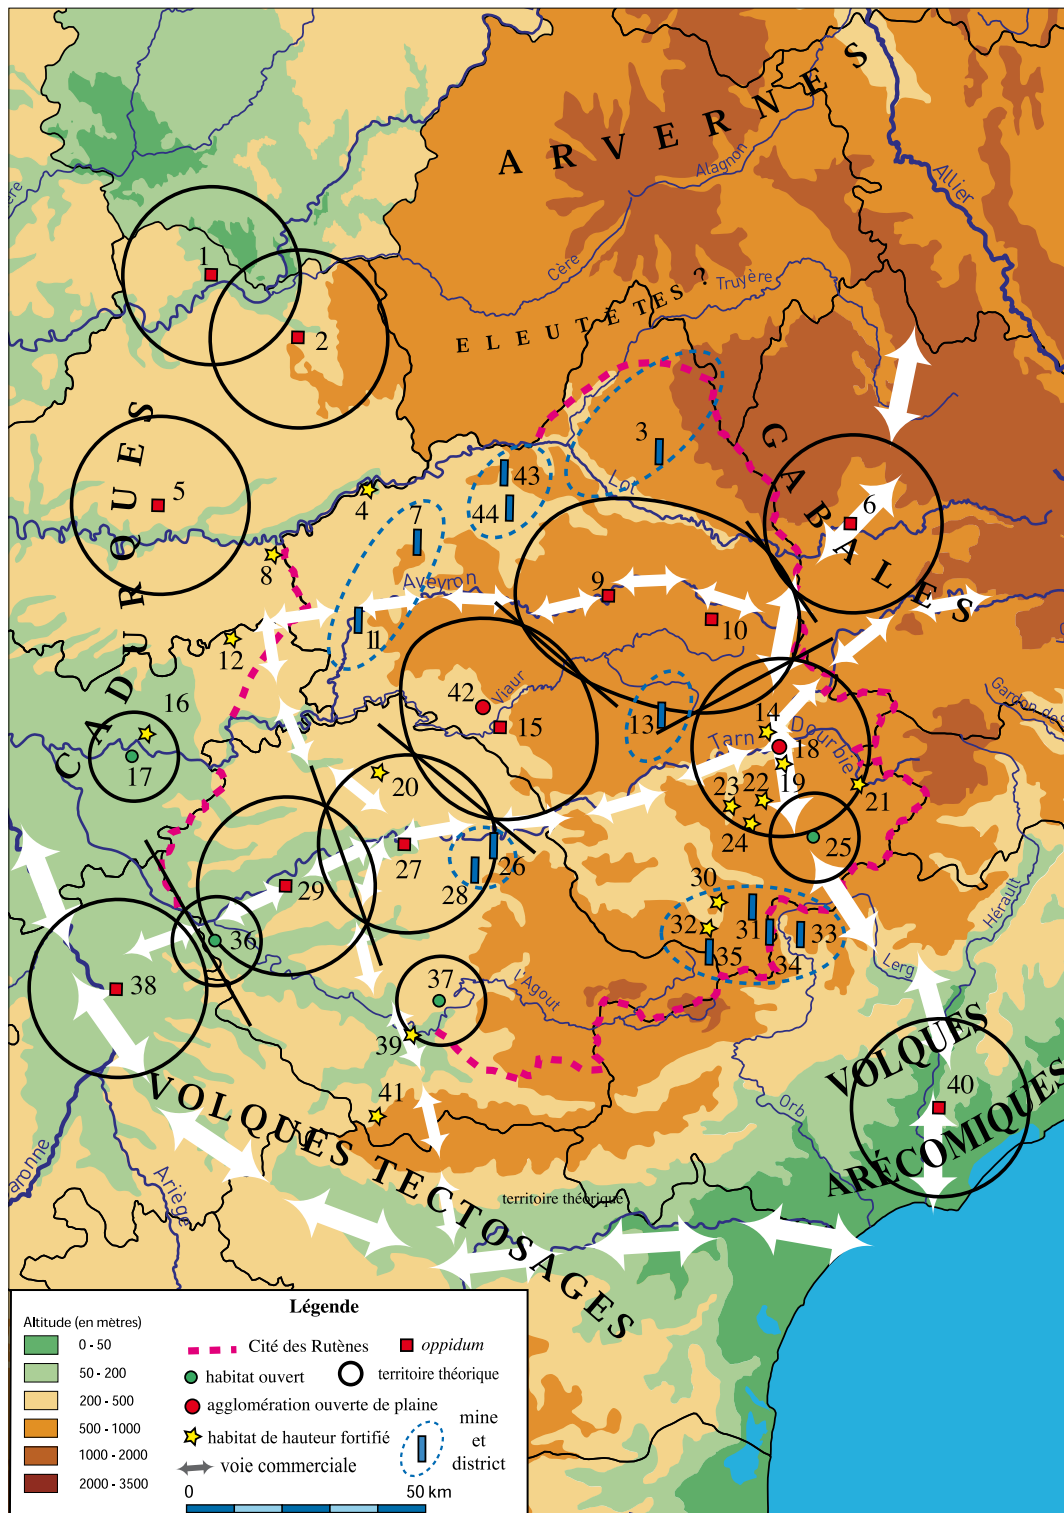 ARVERNES
Alagnon
Allier
Cère
ère
ELEUTÈTES ?
Truyère
CADURQUES
GABALES
Lot
Aveyron
Viaur
Tarn
Dourbie
Gardon de
Hérault
Lerg
l'Agout
Orb
aronne
Ariège
VOLQUES TECTOSAGES
VOLQUES
ARÉCOMIQUES
territoire théorique
1
2
3
4
5
6
7
8
9
10
11
12
13
14
15
16
17
18
19
20
21
22
23
24
25
26
27
28
29
30
31
32
33
34
35
36
37
38
39
40
41
42
43
44
Légende
Altitude (en mètres)
0 - 50
50 - 200
200 - 500
500 - 1000
1000 - 2000
2000 - 3500
Cité des Rutènes
oppidum
habitat ouvert
territoire théorique
agglomération ouverte de plaine
habitat de hauteur fortifié
mine
et
district
voie commerciale
0
50 km